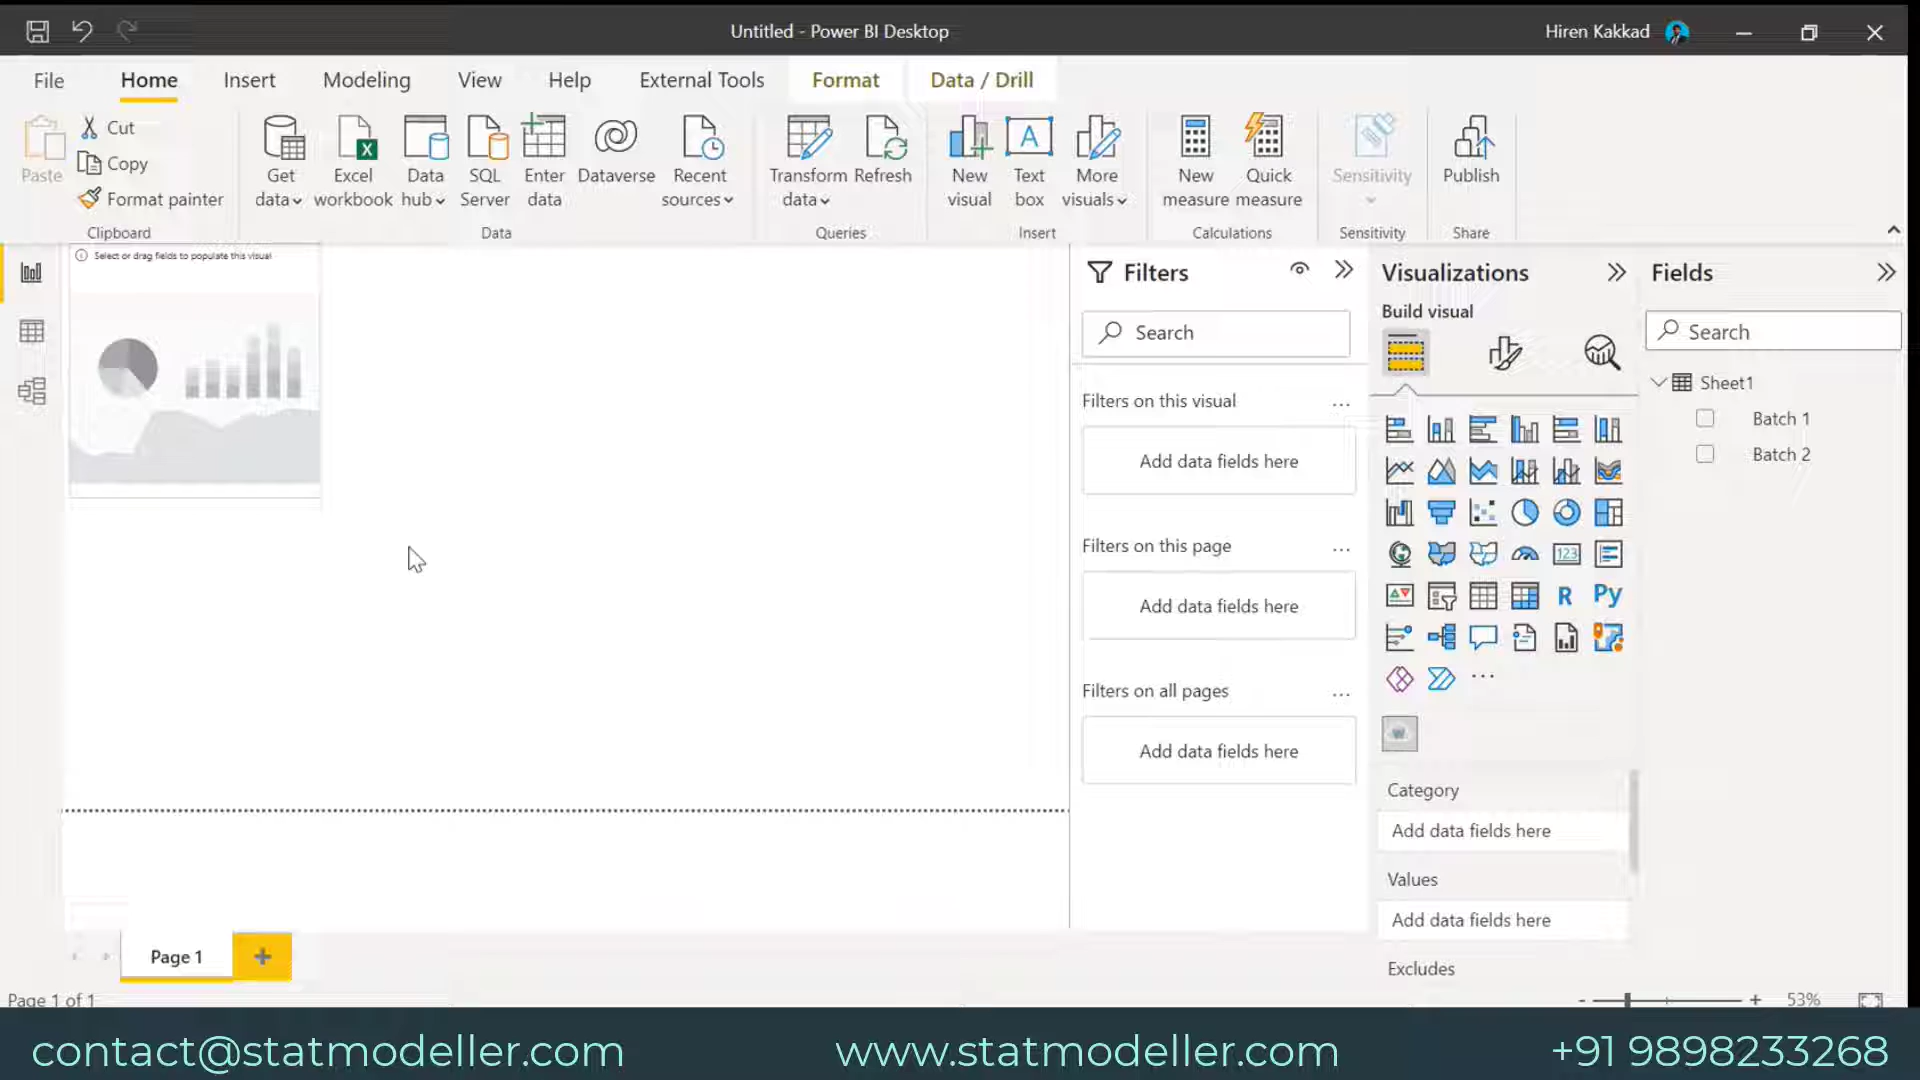 Untitled - Power BI Desktop
Hiren Kakkad
File
Home
Insert
Modeling
View
Help
External Tools
Format
Data / Drill
Paste
Cut
Copy
Format painter
Clipboard
Get data
Excel workbook
Data hub
SQL Server
Enter data
Dataverse
Recent sources
Data
Transform data
Refresh
Queries
New visual
Text box
More visuals
Insert
New measure
Quick measure
Calculations
Sensitivity
Sensitivity
Publish
Share
Select or drag fields to populate this visual
Filters
Search
Filters on this visual
...
Add data fields here
Filters on this page
...
Add data fields here
Filters on all pages
...
Add data fields here
Visualizations
Build visual
123
R
Py
...
W
Category
Add data fields here
Values
Add data fields here
Excludes
Fields
Search
Sheet1
Batch 1
Batch 2
Page 1
+
Page 1 of 1
- + 53%
contact@statmodeller.com
www.statmodeller.com
+91 9898233268